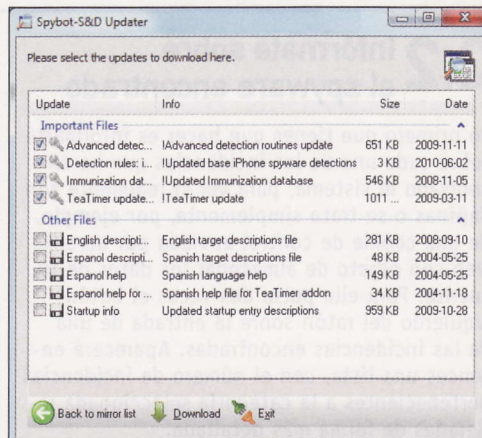 Spybot-S&D Updater
Please select the updates to download here.
Update Info Size Date
Important Files
Advanced detec... !Advanced detection routines update 651 KB 2009-11-11
Detection rules: i... !Updated base iPhone spyware detections 3 KB 2010-06-02
Immunization dat... !Updated Immunization database 546 KB 2008-11-05
TeaTimer update... !TeaTimer update 1011 ... 2009-03-11
Other Files
English descripti... English target descriptions file 281 KB 2008-09-11
Espanol descripti... Spanish target descriptions file 48 KB 2004-05-25
Espanol help Spanish language help 149 KB 2004-05-25
Espanol help for ... Spanish help file for TeaTimer addon 34 KB 2004-11-18
Startup info Updated startup entry descriptions 959 KB 2009-10-28
Back to mirror list Download Exit